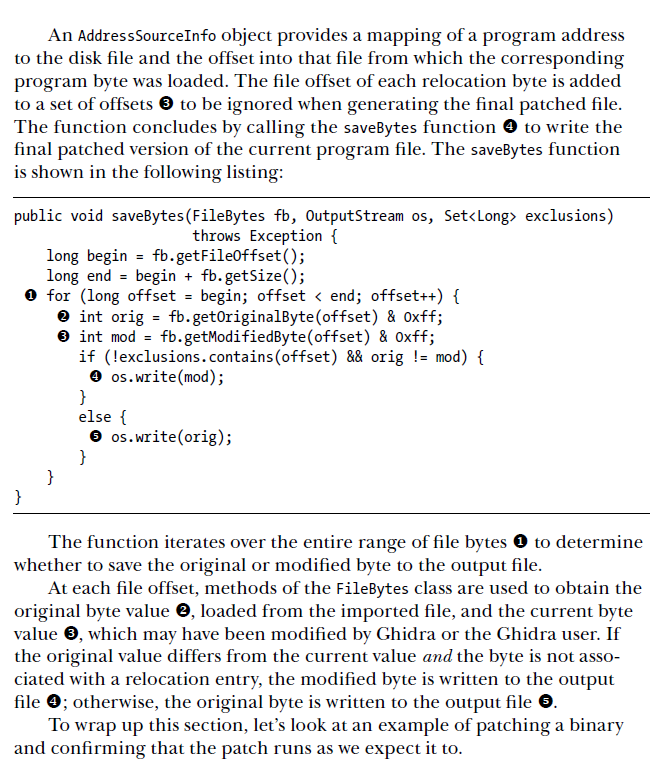 An AddressSourceInfo object provides a mapping of a program address
to the disk file and the offset into that file from which the corresponding
program byte was loaded. The file offset of each relocation byte is added
to a set of offsets ❸ to be ignored when generating the final patched file.
The function concludes by calling the saveBytes function ❹ to write the
final patched version of the current program file. The saveBytes function
is shown in the following listing:
public void saveBytes(FileBytes fb, OutputStream os, Set<Long> exclusions)
throws Exception {
long begin = fb.getFileOffset();
long end = begin + fb.getSize();
❶ for (long offset = begin; offset < end; offset++) {
❷ int orig = fb.getOriginalByte(offset) & 0xff;
❸ int mod = fb.getModifiedByte(offset) & 0xff;
if (!exclusions.contains(offset) && orig != mod) {
❹ os.write(mod);
}
else {
❺ os.write(orig);
}
}
}
The function iterates over the entire range of file bytes ❶ to determine
whether to save the original or modified byte to the output file.
At each file offset, methods of the FileBytes class are used to obtain the
original byte value ❷, loaded from the imported file, and the current byte
value ❸, which may have been modified by Ghidra or the Ghidra user. If
the original value differs from the current value and the byte is not asso-
ciated with a relocation entry, the modified byte is written to the output
file ❹; otherwise, the original byte is written to the output file ❺.
To wrap up this section, let’s look at an example of patching a binary
and confirming that the patch runs as we expect it to.